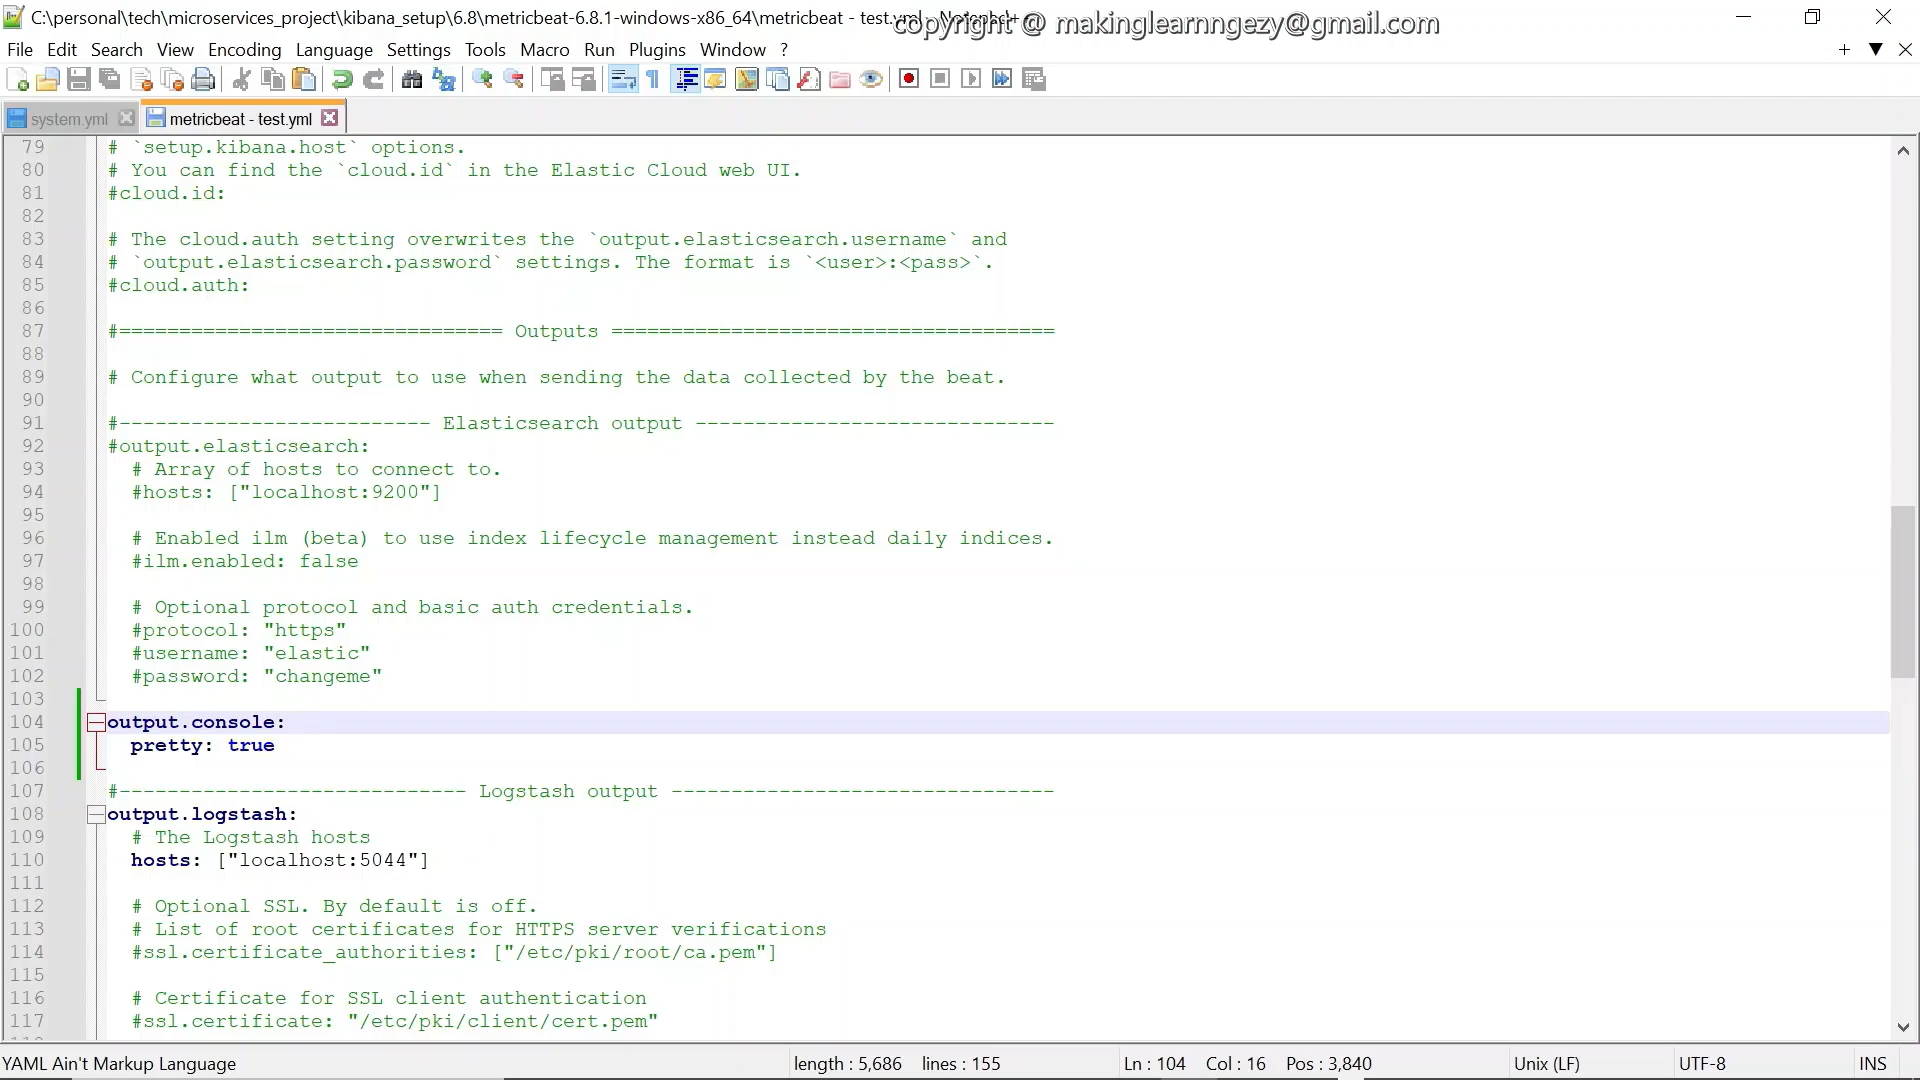 C:\personal\tech\microservices_project\kibana_setup\6.8\metricbeat-6.8.1-windows-x86_64\metricbeat - test.yml - Notepad++
copyright @ makinglearnngezy@gmail.com
File Edit Search View Encoding Language Settings Tools Macro Run Plugins Window ?
system.yml metricbeat - test.yml
79 # `setup.kibana.host` options.
80 # You can find the `cloud.id` in the Elastic Cloud web UI.
81 #cloud.id:
82
83 # The cloud.auth setting overwrites the `output.elasticsearch.username` and
84 # `output.elasticsearch.password` settings. The format is `<user>:<pass>`.
85 #cloud.auth:
86
87 #================================ Outputs =====================================
88
89 # Configure what output to use when sending the data collected by the beat.
90
91 #-------------------------- Elasticsearch output ------------------------------
92 #output.elasticsearch:
93 # Array of hosts to connect to.
94 #hosts: ["localhost:9200"]
95
96 # Enabled ilm (beta) to use index lifecycle management instead daily indices.
97 #ilm.enabled: false
98
99 # Optional protocol and basic auth credentials.
100 #protocol: "https"
101 #username: "elastic"
102 #password: "changeme"
103
104 output.console:
105 pretty: true
106
107 #----------------------------- Logstash output --------------------------------
108 output.logstash:
109 # The Logstash hosts
110 hosts: ["localhost:5044"]
111
112 # Optional SSL. By default is off.
113 # List of root certificates for HTTPS server verifications
114 #ssl.certificate_authorities: ["/etc/pki/root/ca.pem"]
115
116 # Certificate for SSL client authentication
117 #ssl.certificate: "/etc/pki/client/cert.pem"
YAML Ain't Markup Language length : 5,686 lines : 155 Ln : 104 Col : 16 Pos : 3,840 Unix (LF) UTF-8 INS